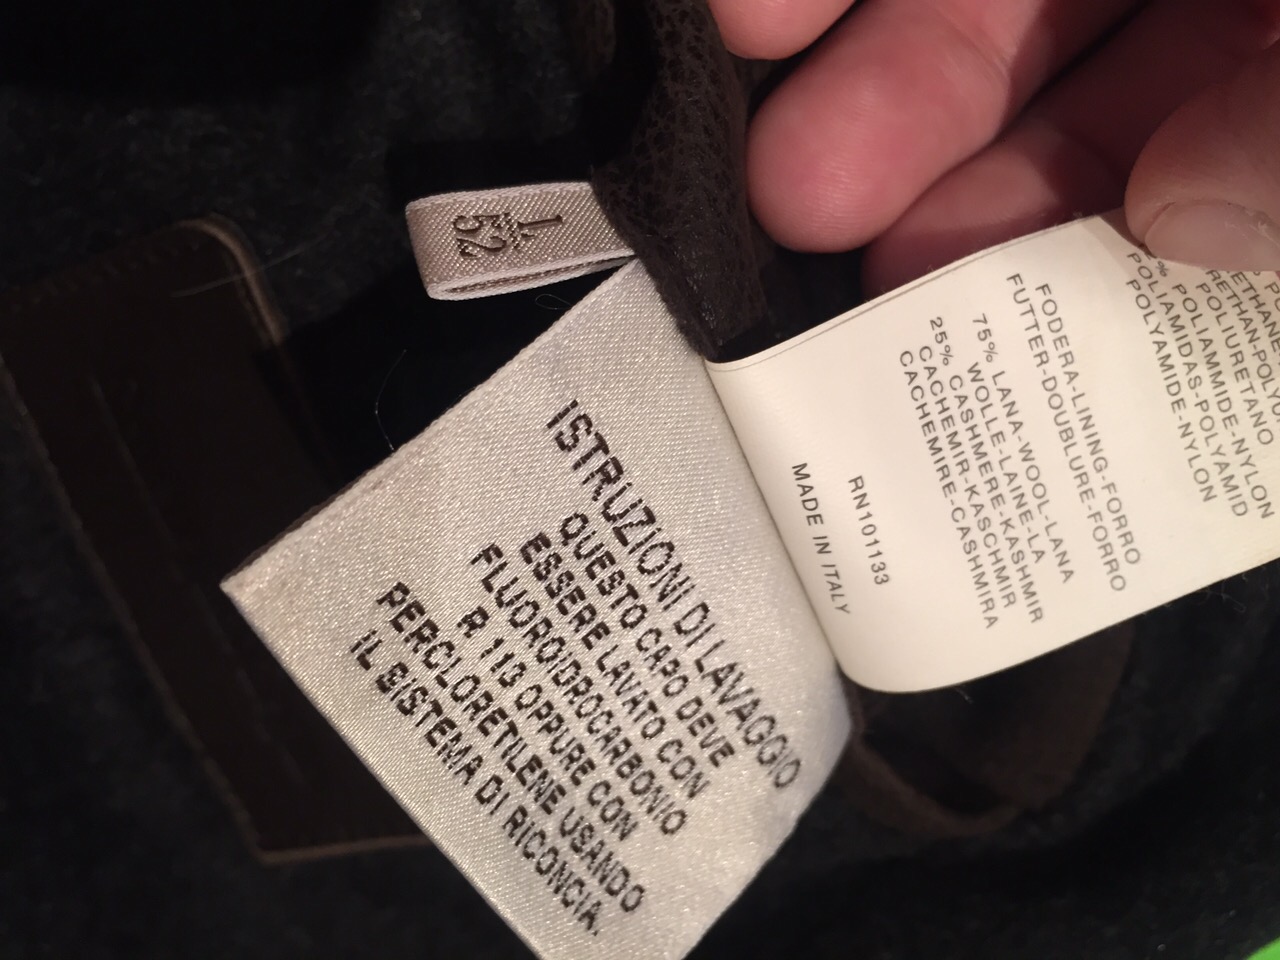 L
52
ISTRUZIONI DI LAVAGGIO
QUESTO CAPO DEVE
ESSERE LAVATO CON
FLUOROIDROCARBONIO
R 113 OPPURE CON
PERCLORETILENE USANDO
IL SISTEMA DI RICONCIA.
POLIURETANO
POLIAMMIDE-NYLON
POLIAMIDAS-POLYAMID
POLYAMIDE-NYLON
FODERA-LINING-FORRO
FUTTER-DOUBLURE-FORRO
75% LANA-WOOL-LANA
WOLLE-LAINE-LA
25% CASHMERE-KASHMIR
CACHEMIR-KASCHMIR
CACHEMIRE-CASHMIRA
RN101133
MADE IN ITALY